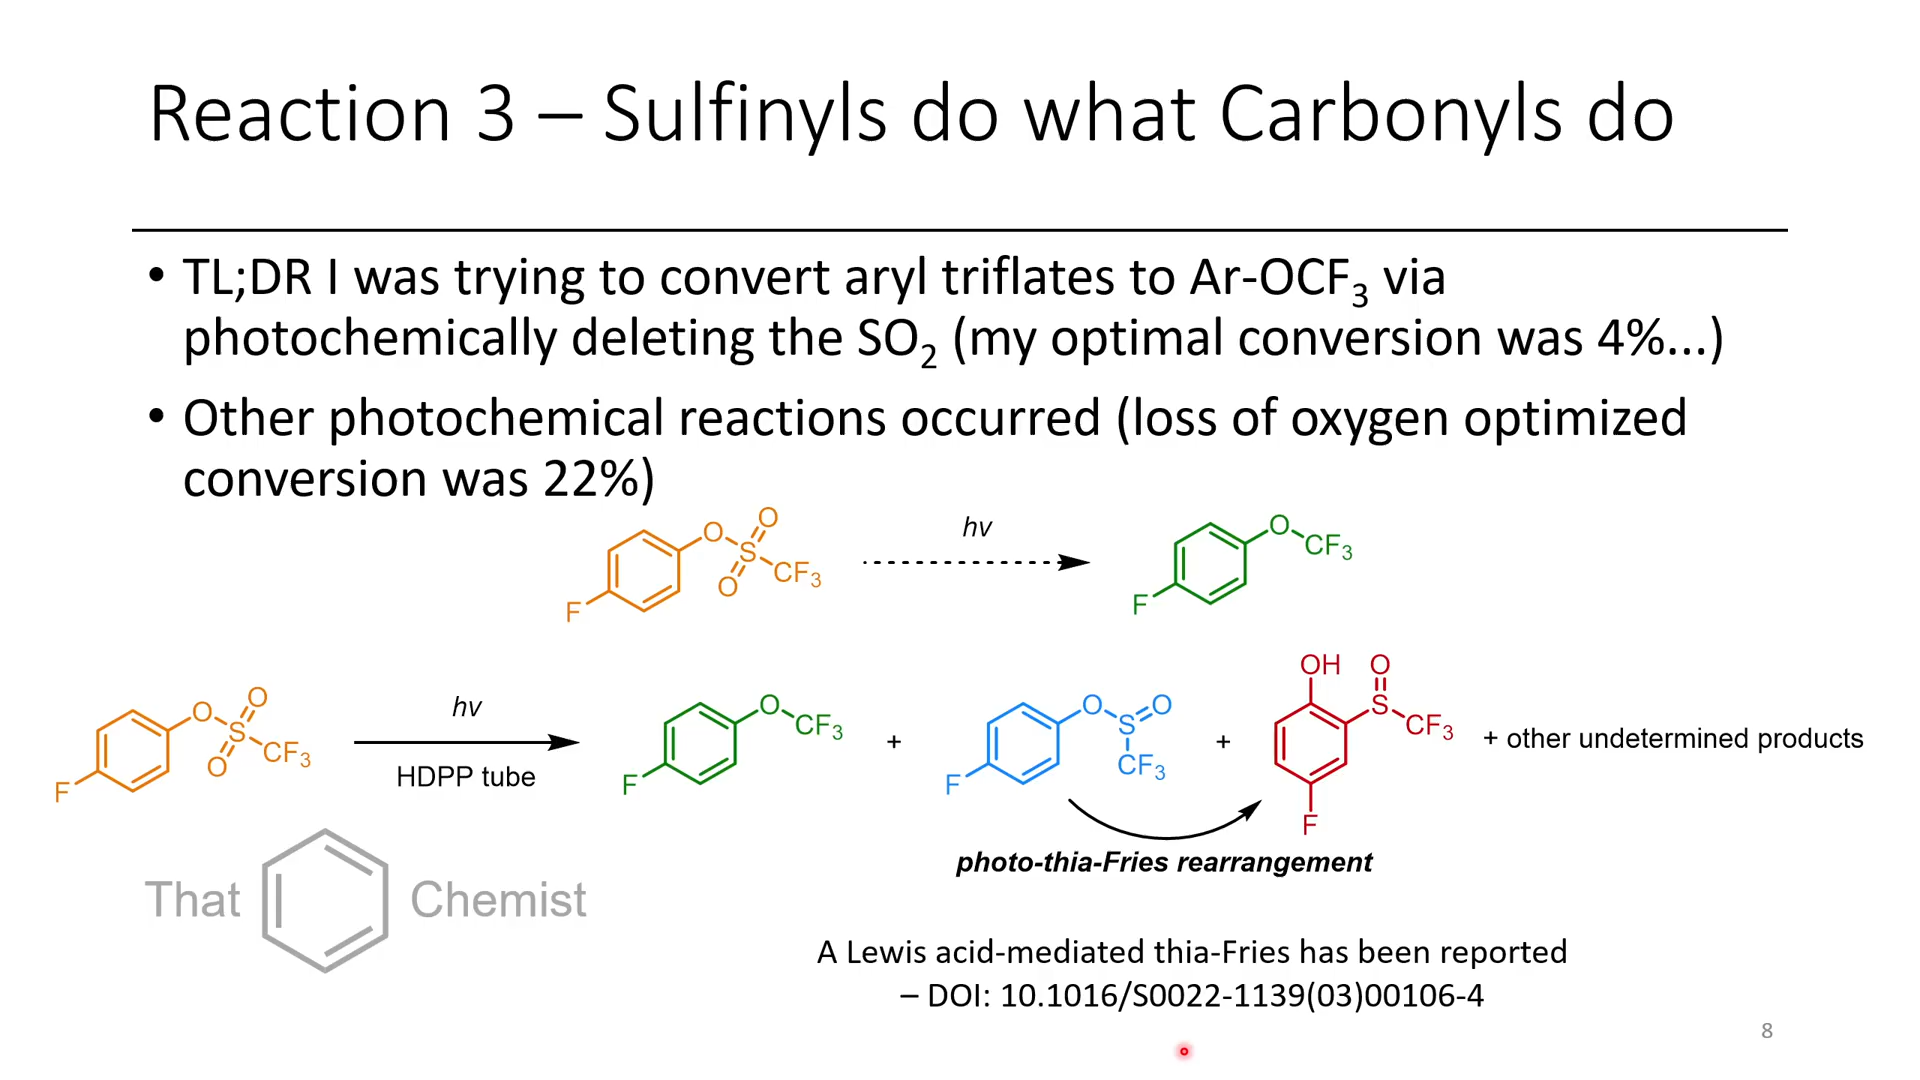 Reaction 3 – Sulfinyls do what Carbonyls do
• TL;DR I was trying to convert aryl triflates to Ar-OCF3 via
photochemically deleting the SO2 (my optimal conversion was 4%...)
• Other photochemical reactions occurred (loss of oxygen optimized
conversion was 22%)
F O S O O CF3
hv
F O CF3
F O S O O CF3
hv
HDPP tube
F O CF3
+
F O S O CF3
+
OH O S CF3 F
+ other undetermined products
photo-thia-Fries rearrangement
That Chemist
A Lewis acid-mediated thia-Fries has been reported
– DOI: 10.1016/S0022-1139(03)00106-4
8